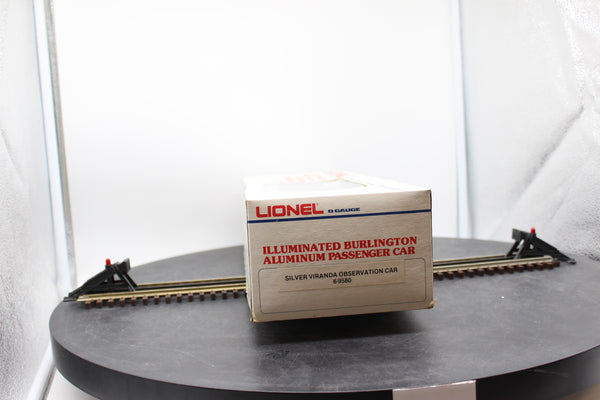 LIONEL O GAUGE
ILLUMINATED BURLINGTON
ALUMINUM PASSENGER CAR
SILVER VIRANDA OBSERVATION CAR
6-9580